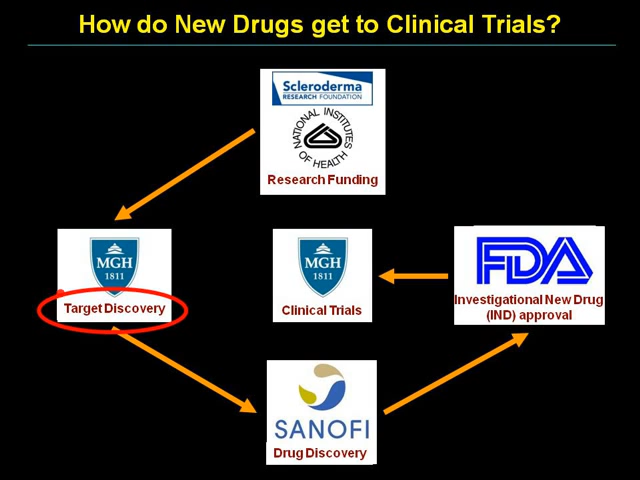 How do New Drugs get to Clinical Trials?
Scleroderma
RESEARCH FOUNDATION
NATIONAL INSTITUTES
OF HEALTH
Research Funding
MGH
1811
Target Discovery
MGH
1811
Clinical Trials
FDA
Investigational New Drug
(IND) approval
SANOFI
Drug Discovery